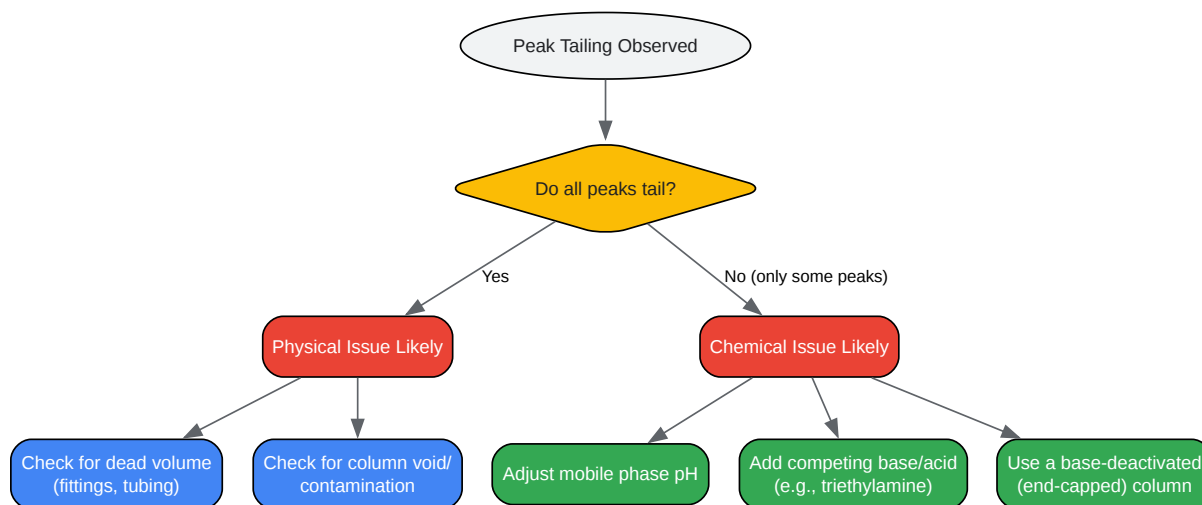 Peak Tailing Observed
Do all peaks tail?
Yes
No (only some peaks)
Physical Issue Likely
Chemical Issue Likely
Check for dead volume
(fittings, tubing)
Check for column void/
contamination
Adjust mobile phase pH
Add competing base/acid
(e.g., triethylamine)
Use a base-deactivated
(end-capped) column